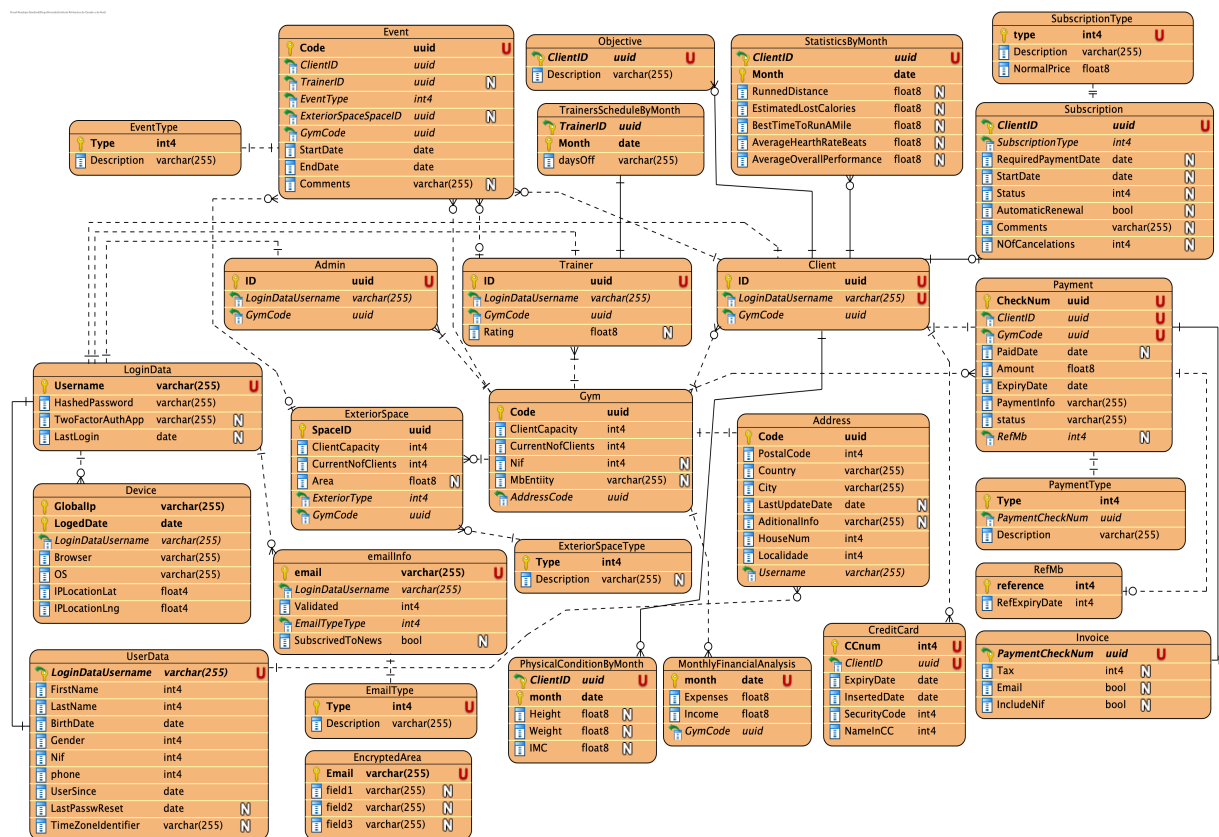 Event
Code uuid U
ClientID uuid
TrainerID uuid N
EventType int4
ExteriorSpaceSpaceID uuid N
GymCode uuid
StartDate date
EndDate date
Comments varchar(255) N
Objective
ClientID uuid U
Description varchar(255)
StatisticsByMonth
ClientID uuid U
Month date
RunnedDistance float8 N
EstimatedLostCalories float8 N
BestTimeToRunAMile float8 N
AverageHearthRateBeats float8 N
AverageOverallPerformance float8 N
SubscriptionType
type int4 U
Description varchar(255)
NormalPrice float8
EventType
Type int4
Description varchar(255)
TrainersScheduleByMonth
TrainerID uuid
Month date
daysOff varchar(255)
Subscription
ClientID uuid U
SubscriptionType int4
RequiredPaymentDate date N
StartDate date N
Status int4 N
AutomaticRenewal bool N
Comments varchar(255) N
NOfCancelations int4 N
Admin
ID uuid U
LoginDataUsername varchar(255)
GymCode uuid
Trainer
ID uuid U
LoginDataUsername varchar(255)
GymCode uuid
Rating float8 N
Client
ID uuid U
LoginDataUsername varchar(255) U
GymCode uuid
Payment
CheckNum uuid U
ClientID uuid U
GymCode uuid U
PaidDate date N
Amount float8
ExpiryDate date
PaymentInfo varchar(255)
status varchar(255)
RefMb int4 N
LoginData
Username varchar(255) U
HashedPassword varchar(255)
TwoFactorAuthApp varchar(255) N
LastLogin date N
ExteriorSpace
SpaceID uuid
ClientCapacity int4
CurrentNofClients int4
Area float8 N
ExteriorType int4
GymCode uuid
Gym
Code uuid
ClientCapacity int4
CurrentNofClients int4
Nif int4 N
MbEntiity varchar(255) N
AddressCode uuid
Address
Code uuid
PostalCode int4
Country varchar(255)
City varchar(255)
LastUpdateDate date N
AditionalInfo varchar(255) N
HouseNum int4
Localidade int4
Username varchar(255)
Device
GlobalIp varchar(255)
LogedDate date
LoginDataUsername varchar(255)
Browser varchar(255)
OS varchar(255)
IPLocationLat float4
IPLocationLng float4
PaymentType
Type int4
PaymentCheckNum uuid
Description varchar(255)
emailInfo
email varchar(255) U
LoginDataUsername varchar(255)
Validated int4
EmailTypeType int4
SubscrivedToNews bool N
ExteriorSpaceType
Type int4
Description varchar(255) N
RefMb
reference int4
RefExpiryDate int4
UserData
LoginDataUsername varchar(255) U
FirstName int4
LastName int4
BirthDate date
Gender int4
Nif int4
phone int4
UserSince date
LastPasswReset date N
TimeZoneIdentifier varchar(255) N
EmailType
Type int4 U
Description varchar(255)
PhysicalConditionByMonth
ClientID uuid U
month date
Height float8 N
Weight float8 N
IMC float8 N
MonthlyFinancialAnalysis
month date U
Expenses float8
Income float8
GymCode uuid
CreditCard
CCnum int4 U
ClientID uuid U
ExpiryDate date
InsertedDate date
SecurityCode int4
NameInCC int4
Invoice
PaymentCheckNum uuid U
Tax int4 N
Email bool N
IncludeNif bool N
EncryptedArea
Email varchar(255) U
field1 varchar(255) N
field2 varchar(255) N
field3 varchar(255) N